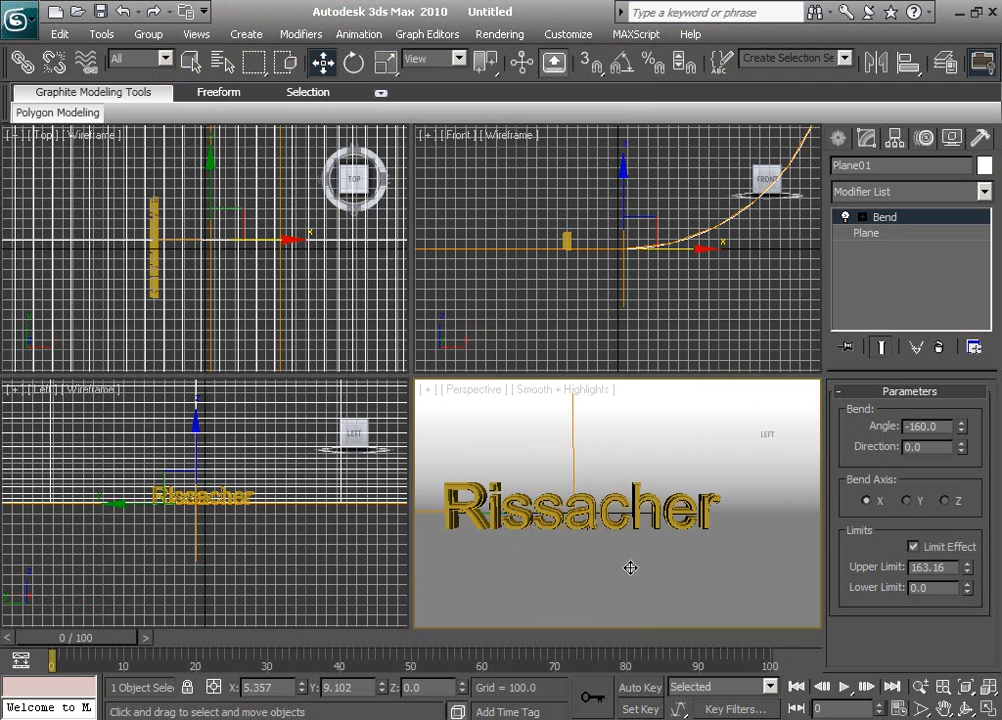 Autodesk 3ds Max 2010 Untitled
Type a keyword or phrase
Edit Tools Group Views Create Modifiers Animation Graph Editors Rendering Customize MAXScript Help
All View 3 Create Selection Se
Graphite Modeling Tools Freeform Selection
Polygon Modeling
[ − ] [ Top ] [ Wireframe ]
TOP
x
[ + ] [ Front ] [ Wireframe ]
FRONT
x
Plane01
Modifier List
Bend
Plane
[ + ] [ Left ] [ Wireframe ]
LEFT
Rissacher
[ + ] [ Perspective ] [ Smooth + Highlights ]
LEFT
Rissacher
Parameters
Bend:
Angle: -160.0
Direction: 0.0
Bend Axis:
X Y Z
Limits
Limit Effect
Upper Limit: 163.16
Lower Limit: 0.0
0 / 100
0 10 20 30 40 50 60 70 80 90 100
1 Object Selec X: 5.357 Y: 9.102 Z: 0.0 Grid = 100.0 Auto Key Selected
Welcome to M. Click and drag to select and move objects Add Time Tag Set Key Key Filters... 0